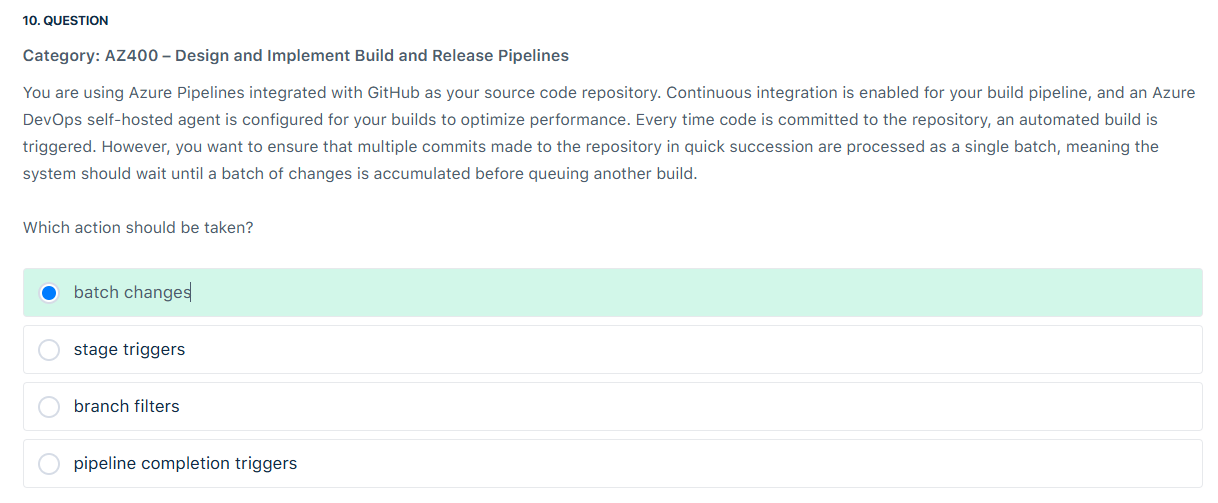 10. QUESTION
Category: AZ400 – Design and Implement Build and Release Pipelines
You are using Azure Pipelines integrated with GitHub as your source code repository. Continuous integration is enabled for your build pipeline, and an Azure
DevOps self-hosted agent is configured for your builds to optimize performance. Every time code is committed to the repository, an automated build is
triggered. However, you want to ensure that multiple commits made to the repository in quick succession are processed as a single batch, meaning the
system should wait until a batch of changes is accumulated before queuing another build.
Which action should be taken?
batch changes
stage triggers
branch filters
pipeline completion triggers